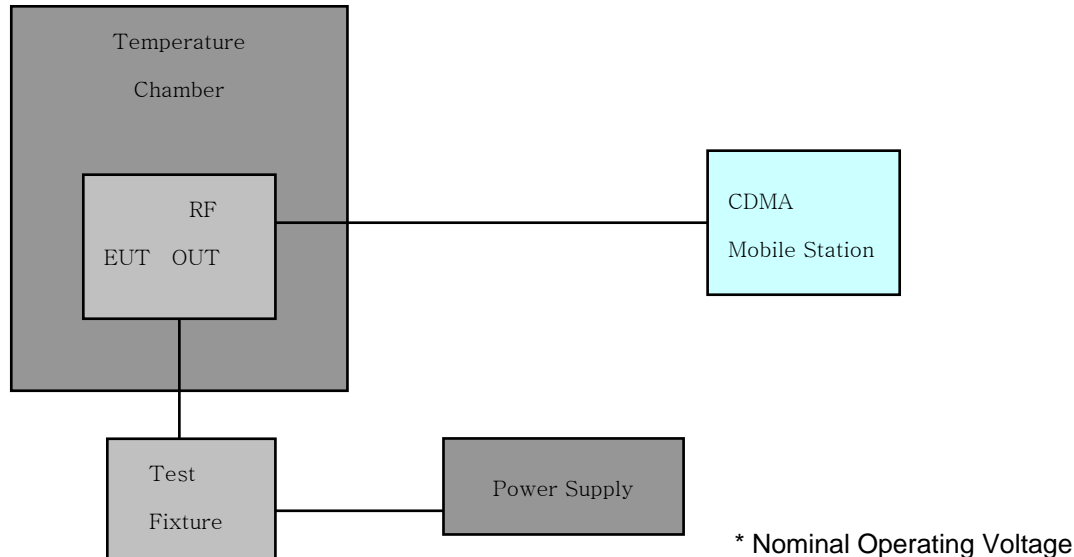 Temperature
Chamber
RF
EUT OUT
CDMA
Mobile Station
Test
Fixture
Power Supply
* Nominal Operating Voltage